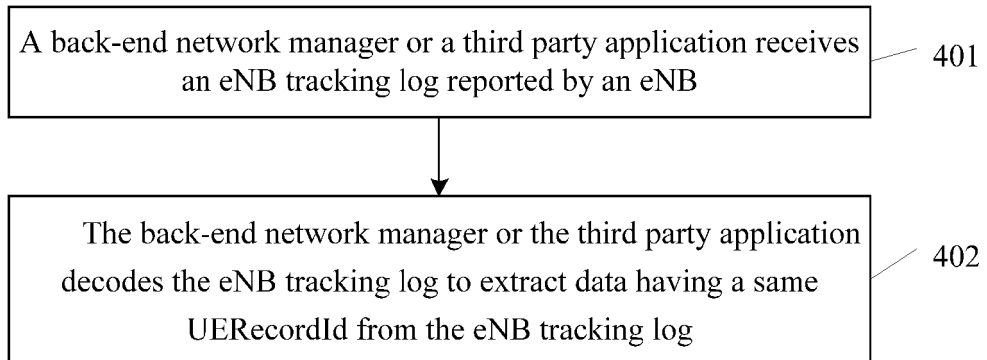 A back-end network manager or a third party application receives
an eNB tracking log reported by an eNB
401
The back-end network manager or the third party application
decodes the eNB tracking log to extract data having a same
UERecordId from the eNB tracking log
402